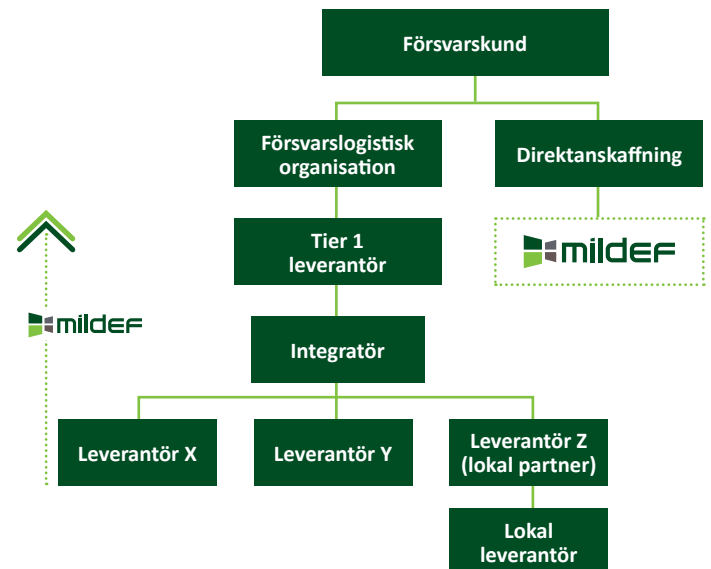 Försvarskund
Försvarslogistisk
organisation
Direktanskaffning
Tier 1
leverantör
mildef
mildef
Integratör
Leverantör X
Leverantör Y
Leverantör Z
(lokal partner)
Lokal
leverantör